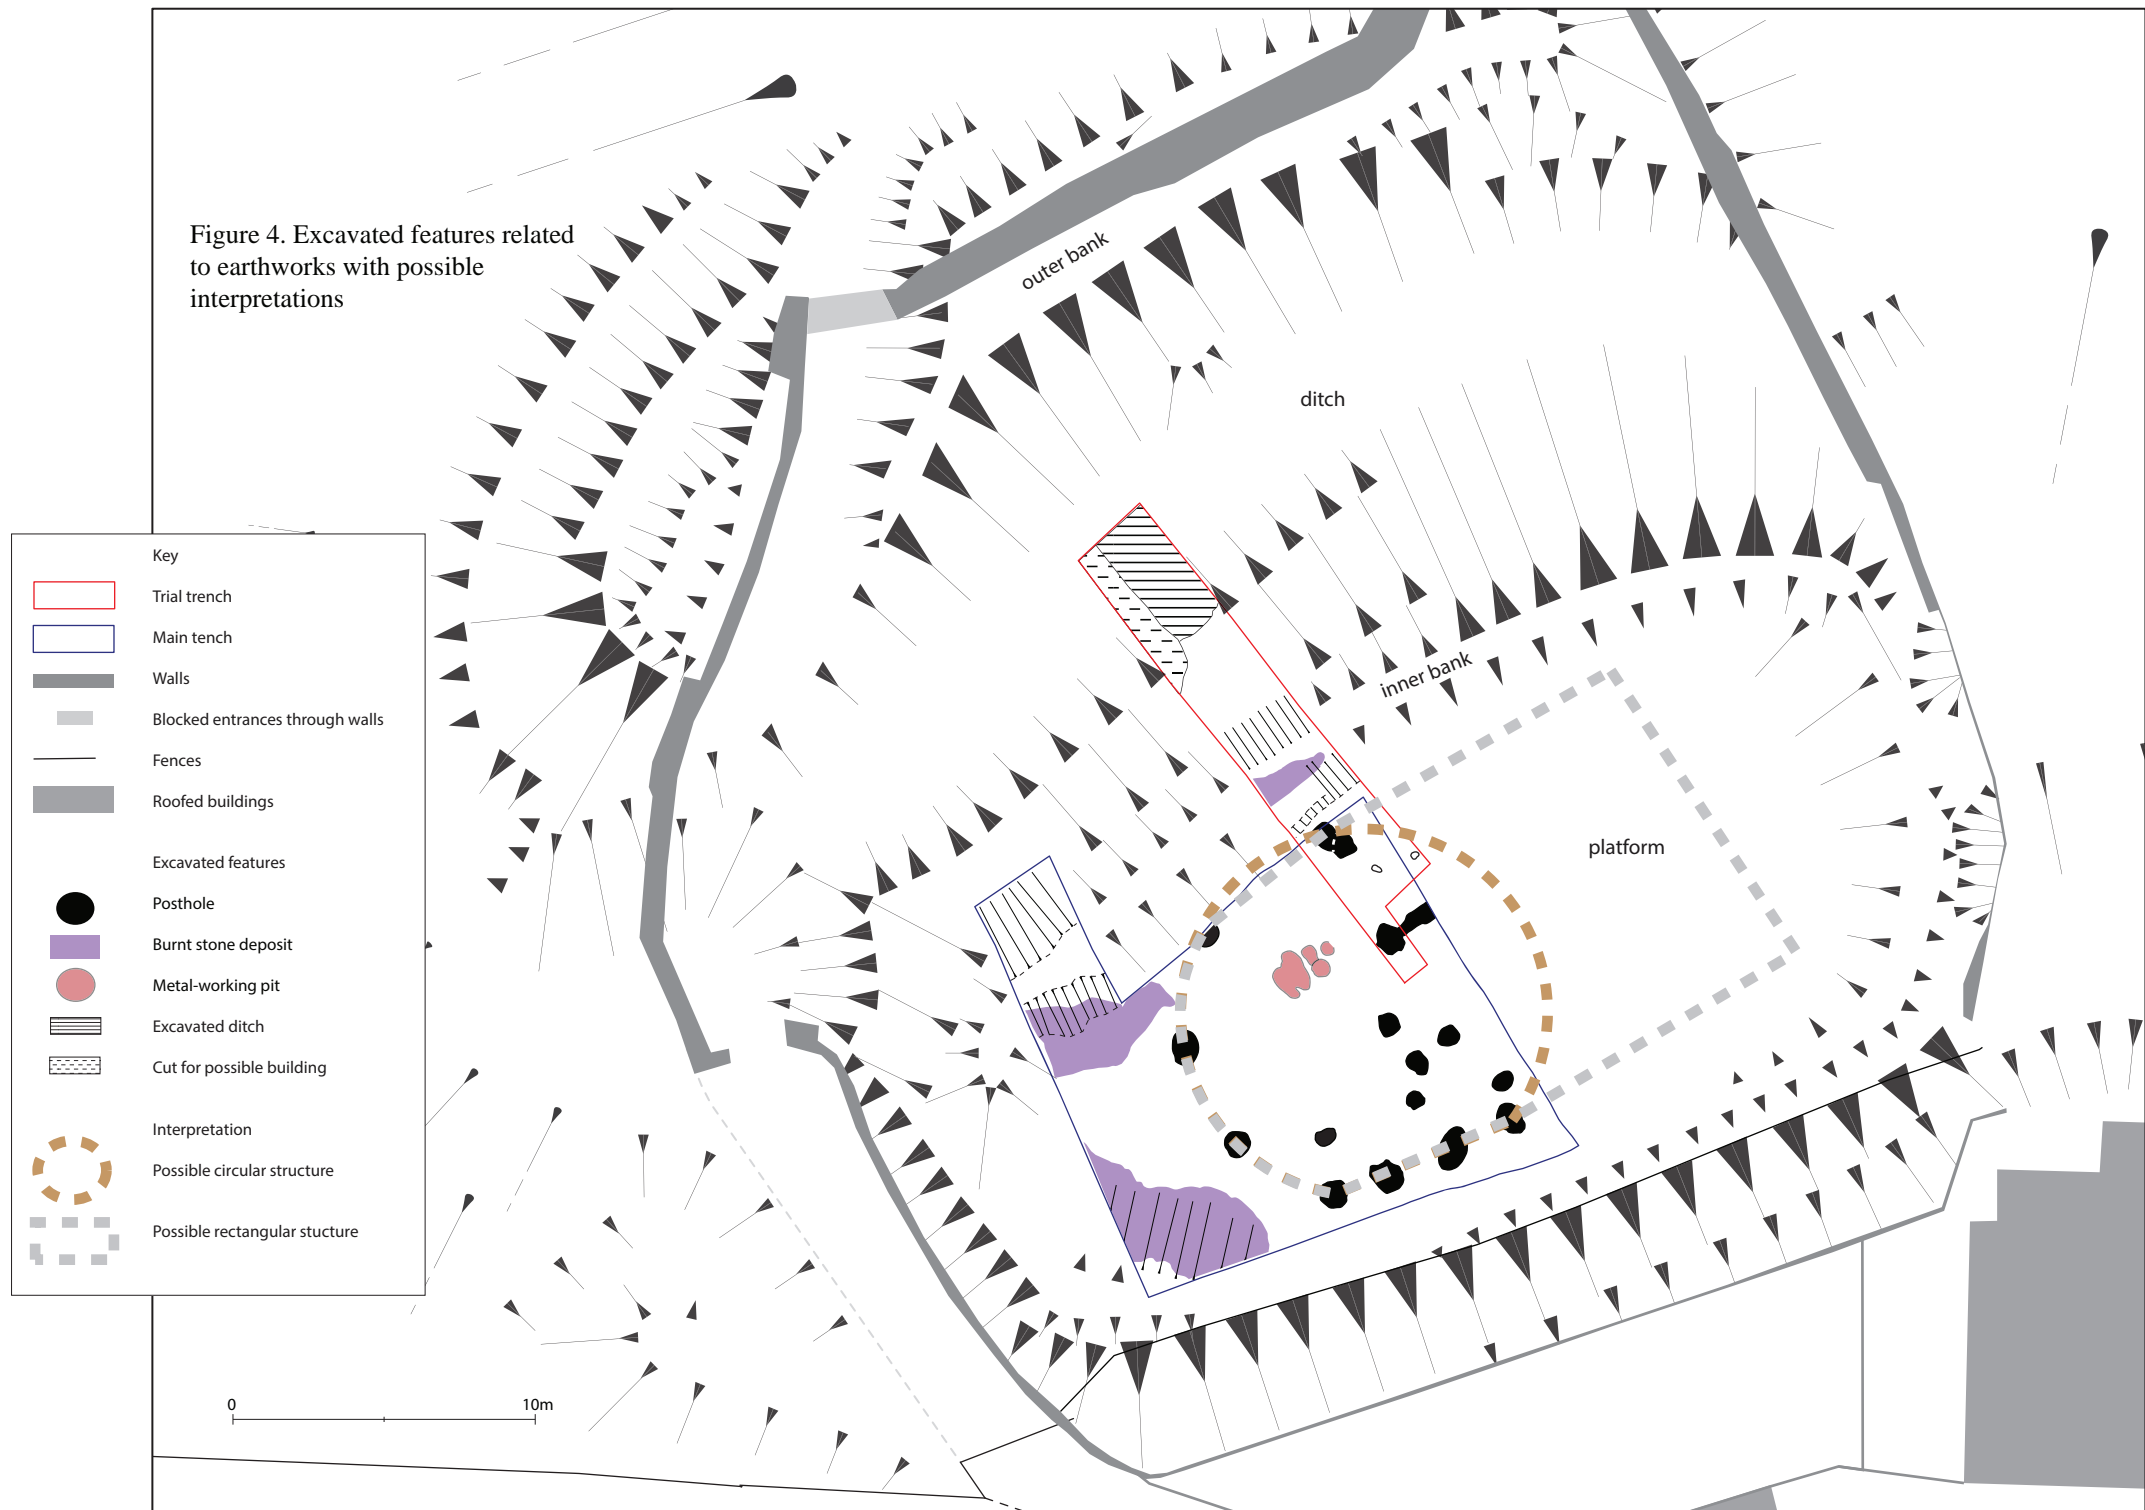 Figure 4. Excavated features related
to earthworks with possible
interpretations
outer bank
ditch
inner bank
platform
Key
Trial trench
Main tench
Walls
Blocked entrances through walls
Fences
Roofed buildings
Excavated features
Posthole
Burnt stone deposit
Metal-working pit
Excavated ditch
Cut for possible building
Interpretation
Possible circular structure
Possible rectangular stucture
0 10m